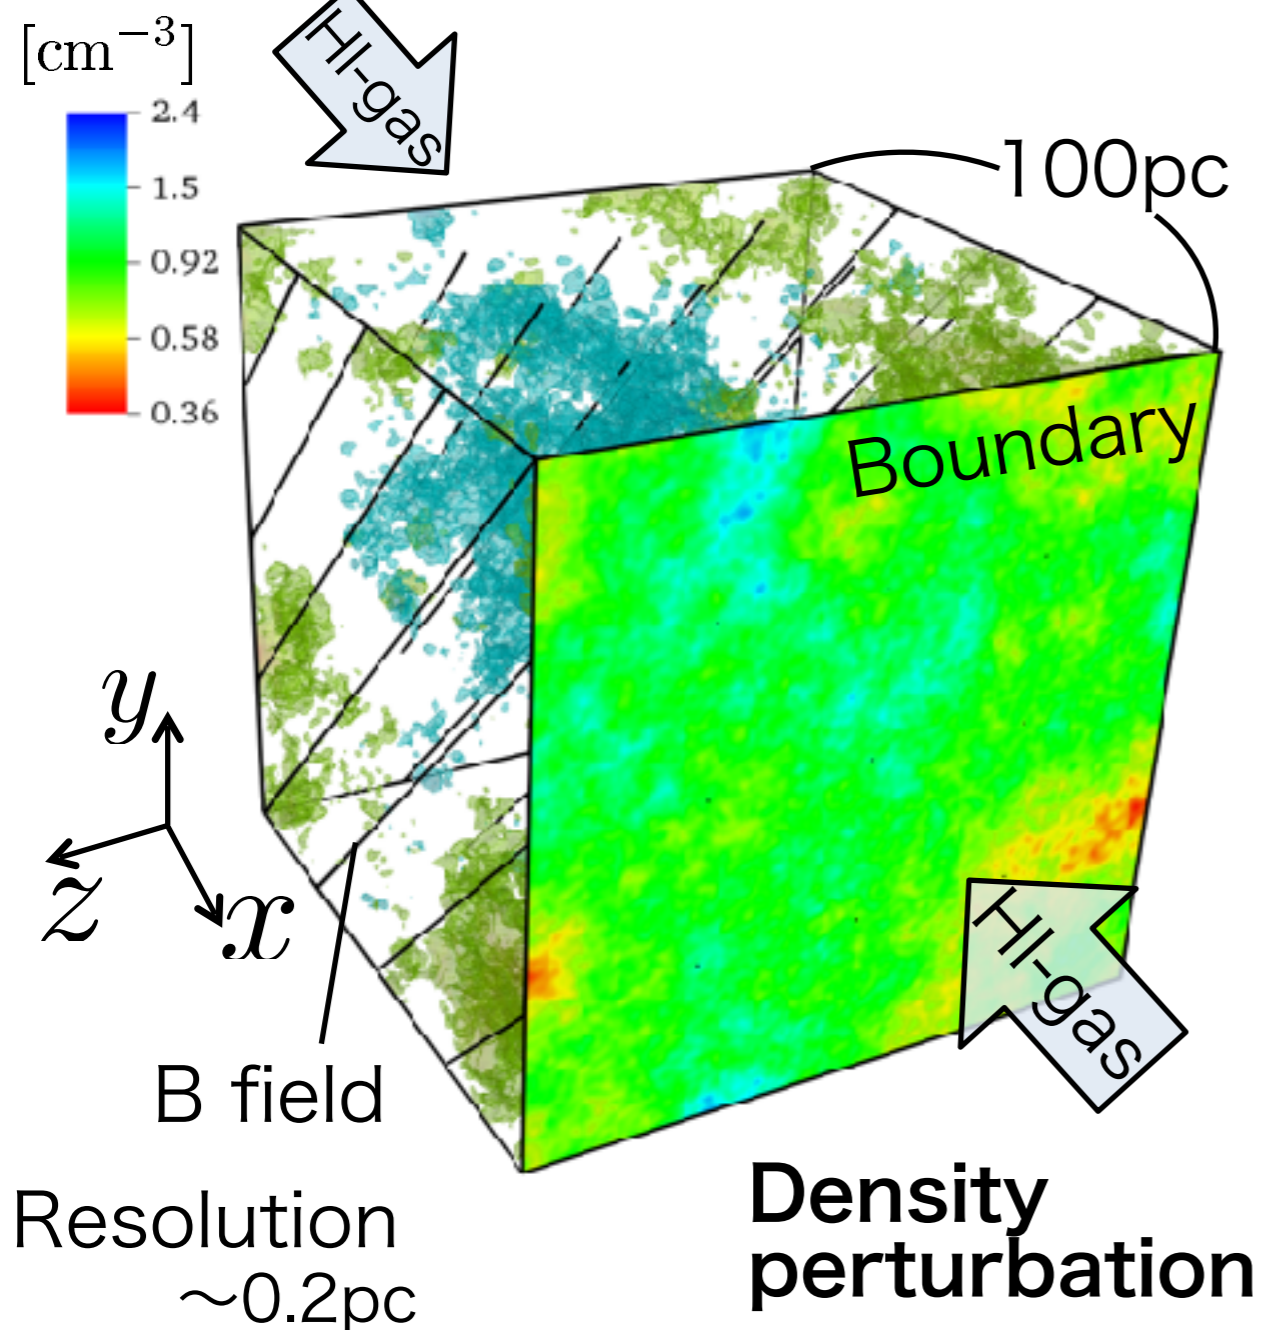 [cm⁻³]
2.4
1.5
0.92
0.58
0.36
HI-gas
100pc
Boundary
y
z
x
B field
HI-gas
Resolution
~0.2pc
Density
perturbation